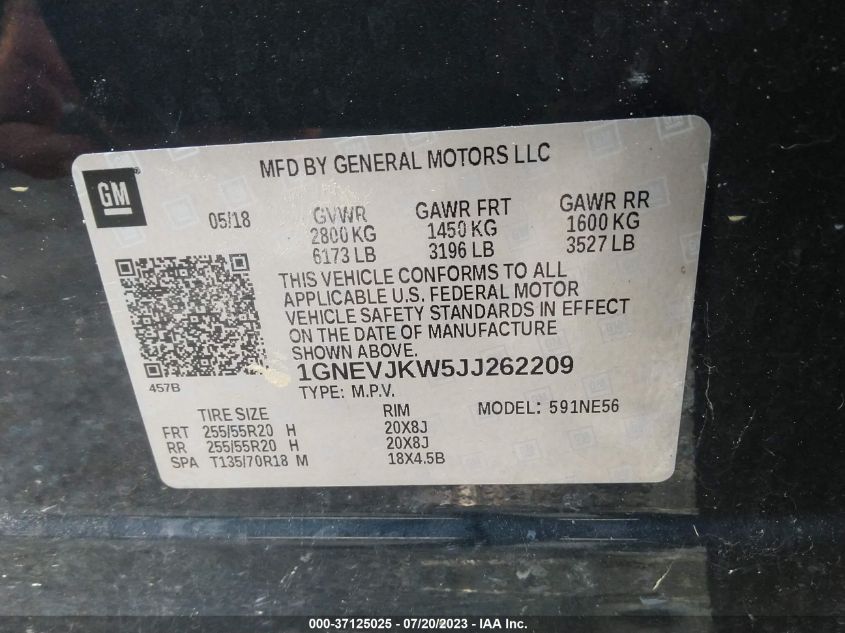 MFD BY GENERAL MOTORS LLC
GM
05/18
GVWR
2800 KG
6173 LB
GAWR FRT
1450 KG
3196 LB
GAWR RR
1600 KG
3527 LB
THIS VEHICLE CONFORMS TO ALL
APPLICABLE U.S. FEDERAL MOTOR
VEHICLE SAFETY STANDARDS IN EFFECT
ON THE DATE OF MANUFACTURE
SHOWN ABOVE.
457B
1GNEVJKW5JJ262209
TYPE: M.P.V.
TIRE SIZE RIM MODEL: 591NE56
FRT 255/55R20 H 20X8J
RR 255/55R20 H 20X8J
SPA T135/70R18 M 18X4.5B
000-37125025 - 07/20/2023 - IAA Inc.